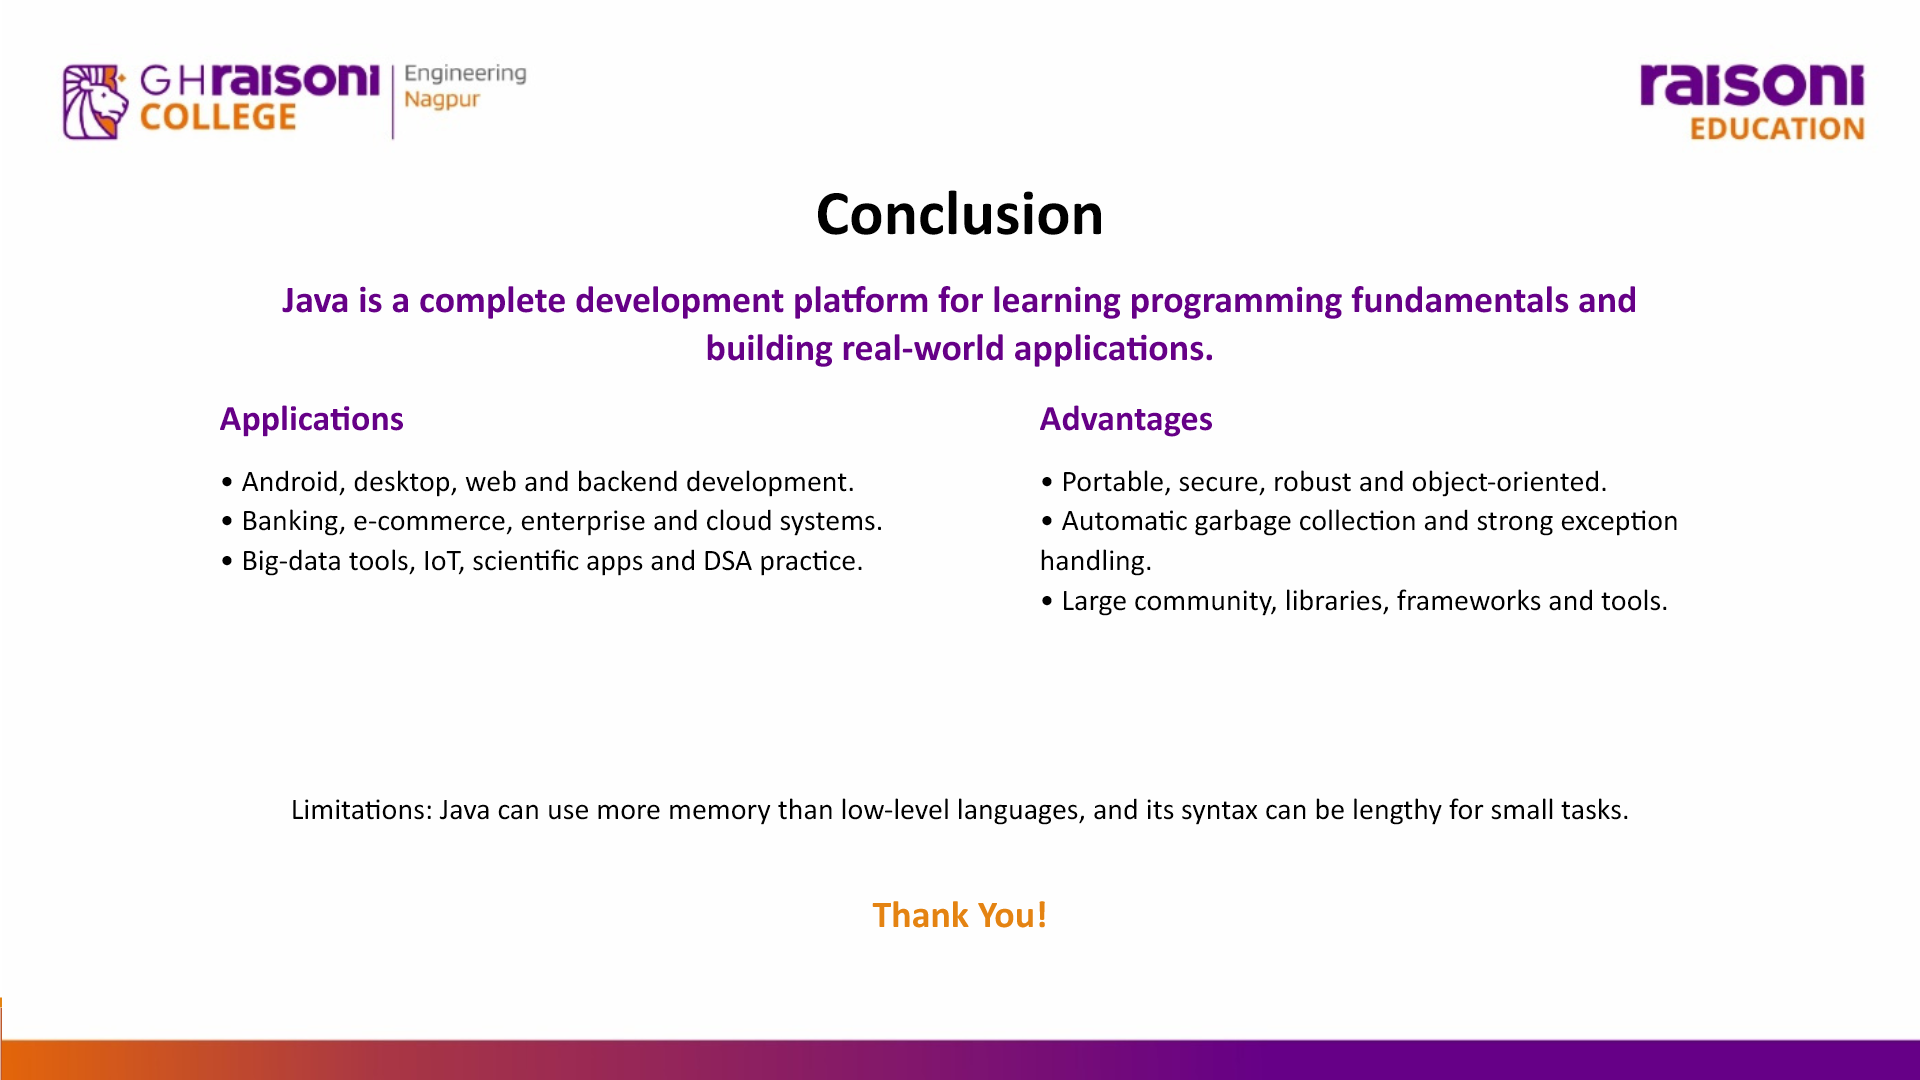 GHraisoni
COLLEGE
Engineering
Nagpur
raisoni
EDUCATION
Conclusion
Java is a complete development platform for learning programming fundamentals and
building real-world applications.
Applications
• Android, desktop, web and backend development.
• Banking, e-commerce, enterprise and cloud systems.
• Big-data tools, IoT, scientific apps and DSA practice.
Advantages
• Portable, secure, robust and object-oriented.
• Automatic garbage collection and strong exception
handling.
• Large community, libraries, frameworks and tools.
Limitations: Java can use more memory than low-level languages, and its syntax can be lengthy for small tasks.
Thank You!